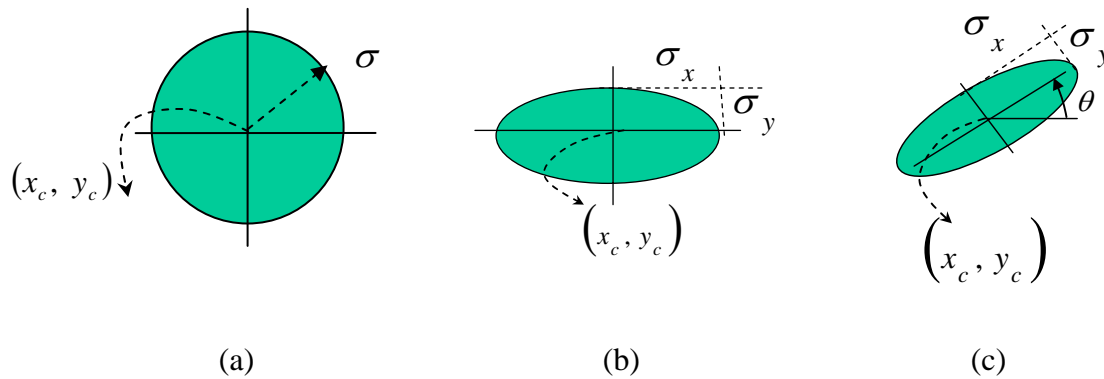 σ
(x_c, y_c)
(a)
σ_x
σ_y
(x_c, y_c)
(b)
σ_x
σ_y
θ
(x_c, y_c)
(c)